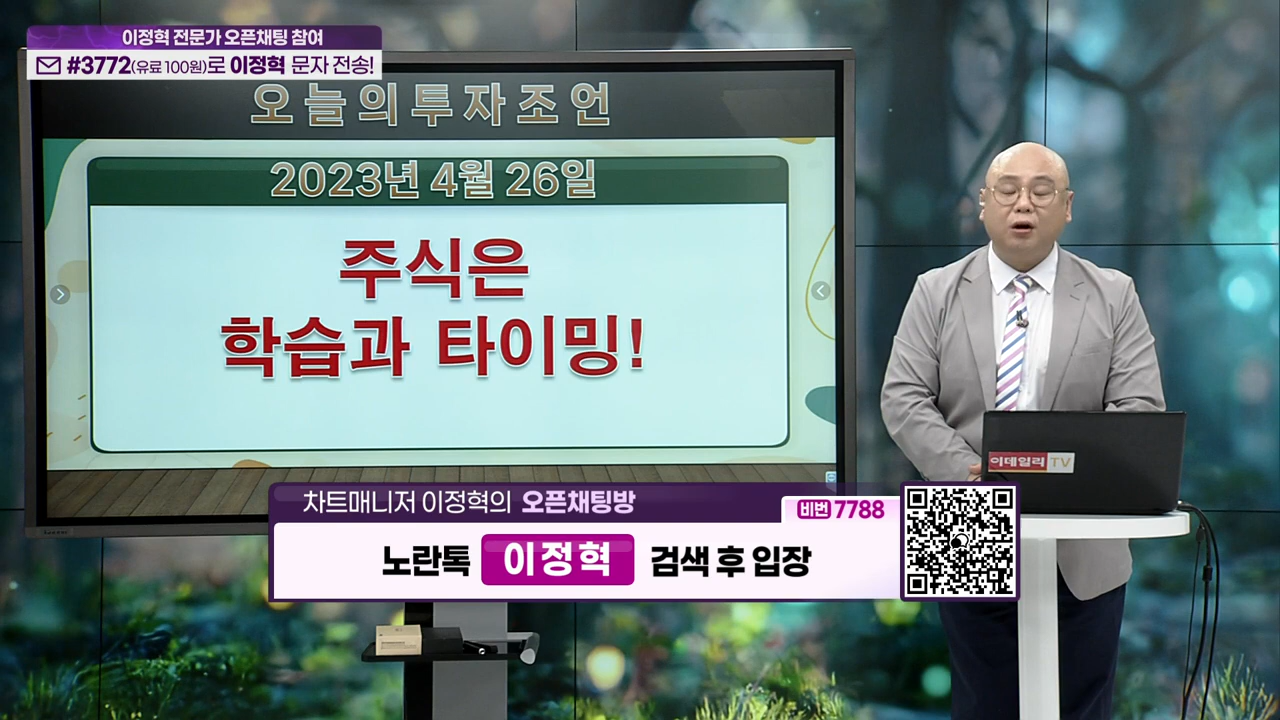 이정혁 전문가 오픈채팅 참여
#3772(유료 100원)로 이정혁 문자 전송!
오늘의투자조언
2023년 4월 26일
주식은
학습과 타이밍!
이데일리 TV
차트매니저 이정혁의 오픈채팅방
비번 7788
노란톡 이정혁 검색 후 입장